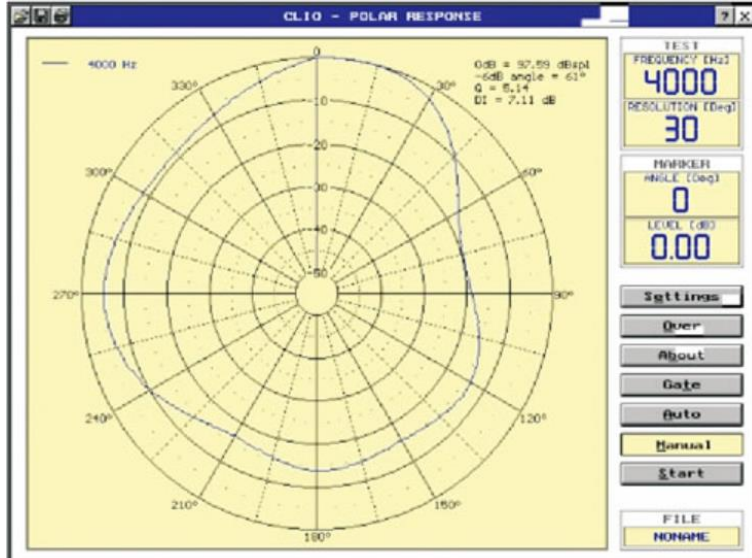 CLIO - POLAR RESPONSE
? X
4000 Hz
0dB = 97.59 dBspl
-6dB angle = 61°
Q = 5.14
DI = 7.11 dB
0
330°
30°
-10
-20
300°
60°
-30
-40
-50
270°
90°
240°
120°
210°
150°
180°
TEST
FREQUENCY [Hz]
4000
RESOLUTION [Deg]
30
MARKER
ANGLE [Deg]
0
LEVEL [dB]
0.00
Settings
Over
About
Gate
Auto
Manual
Start
FILE
NONAME